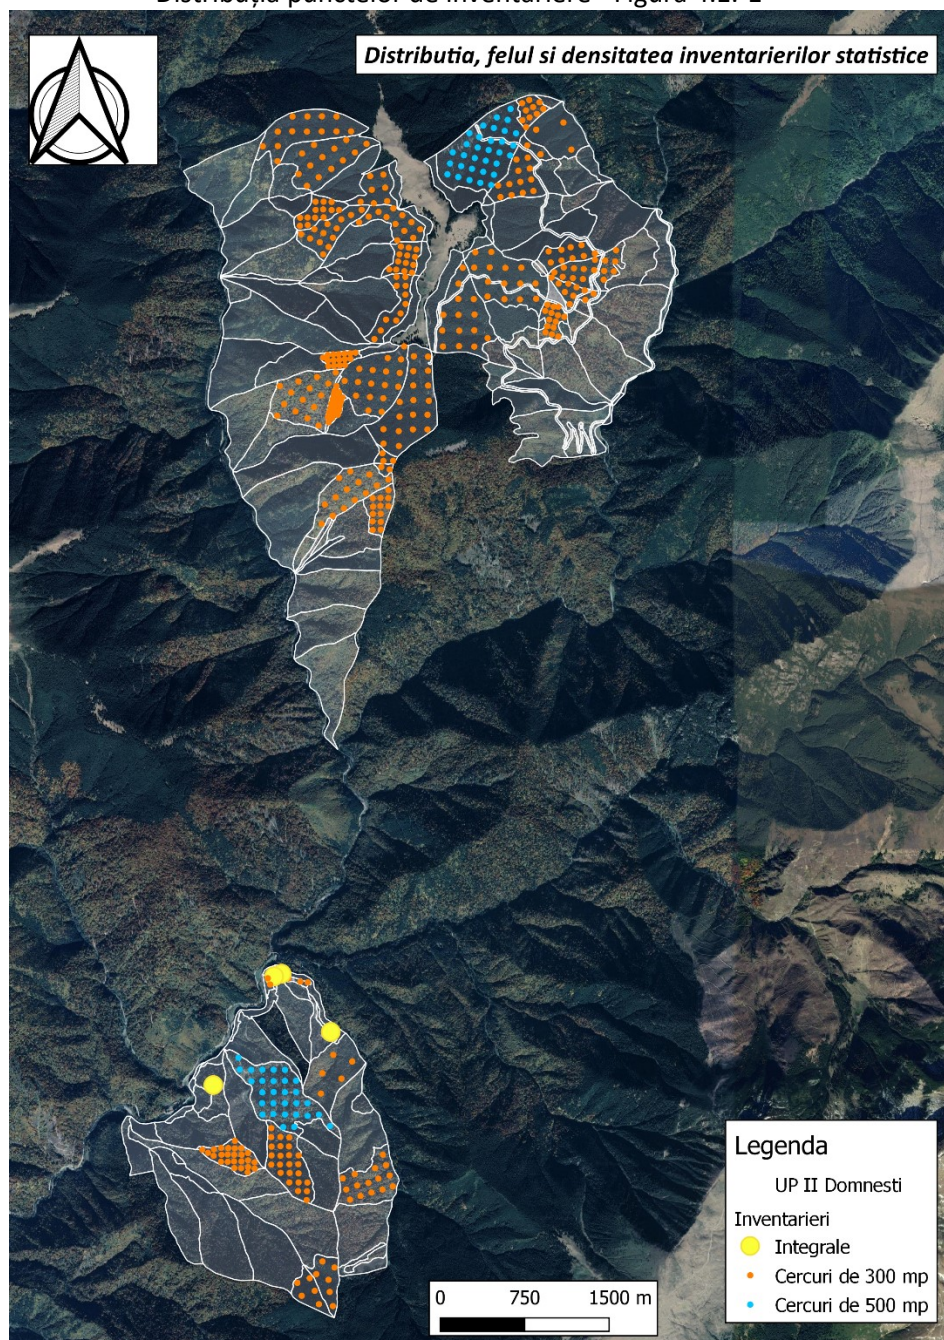 Distribuția punctelor de inventariere - Figura 4.2.-1
Distributia, felul si densitatea inventarierilor statistice
Legenda
UP II Domnesti
Inventarieri
Integrale
Cercuri de 300 mp
Cercuri de 500 mp
0 750 1500 m